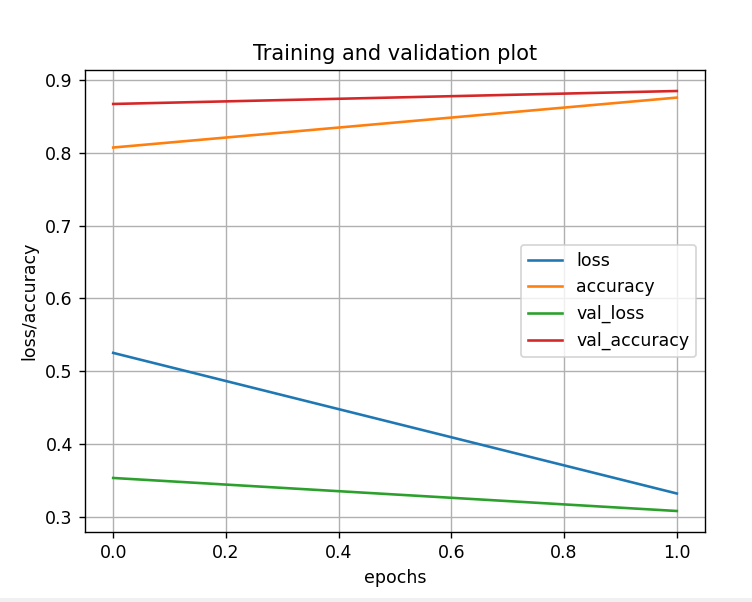 Training and validation plot
0.9
0.8
0.7
0.6
0.5
0.4
0.3
loss/accuracy
loss
accuracy
val_loss
val_accuracy
0.0 0.2 0.4 0.6 0.8 1.0
epochs